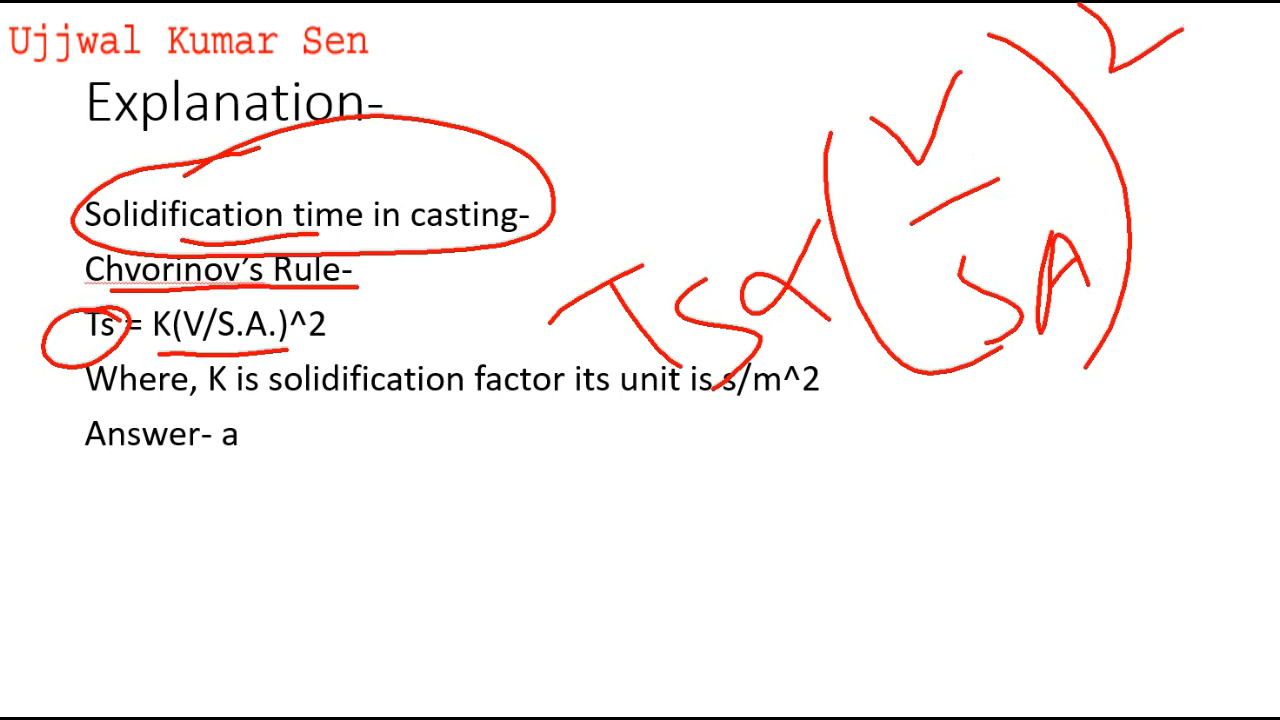 Ujjwal Kumar Sen
Explanation-
Solidification time in casting-
Chvorinov's Rule-
Ts = K(V/S.A.)^2
Where, K is solidification factor its unit is s/m^2
Answer- a
Ts ∝ (V/SA)2